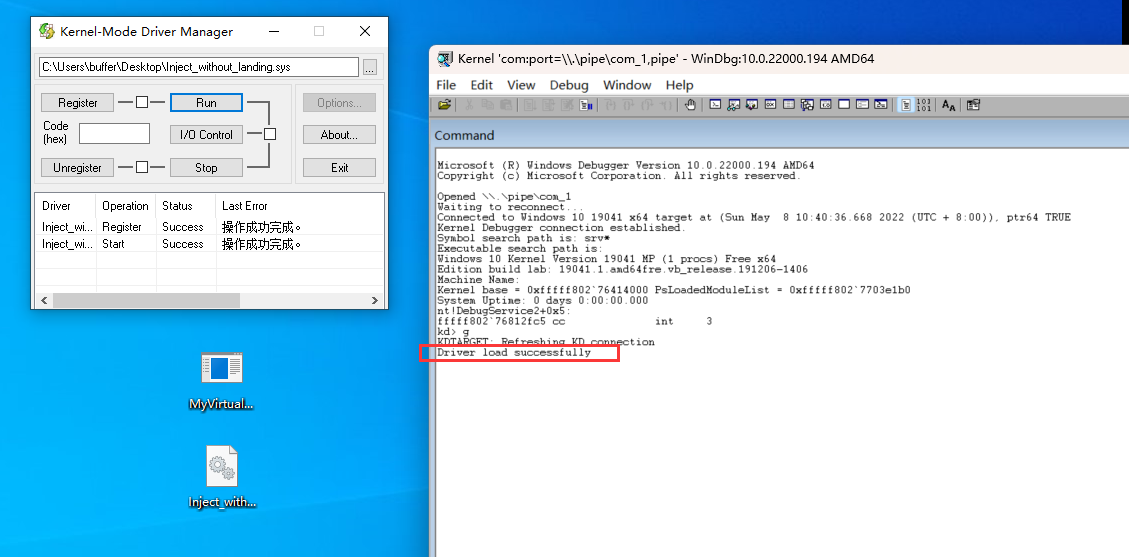 Kernel-Mode Driver Manager
C:\Users\buffer\Desktop\Inject_without_landing.sys
...
Register
Run
Options...
Code
(hex)
I/O Control
About...
Unregister
Stop
Exit
Driver Operation Status Last Error
Inject_wi... Register Success 操作成功完成。
Inject_wi... Start Success 操作成功完成。
MyVirtual...
Inject_with...
Kernel 'com:port=\\.\pipe\com_1,pipe' - WinDbg:10.0.22000.194 AMD64
File Edit View Debug Window Help
Command
Microsoft (R) Windows Debugger Version 10.0.22000.194 AMD64
Copyright (c) Microsoft Corporation. All rights reserved.
Opened \\.\pipe\com_1
Waiting to reconnect...
Connected to Windows 10 19041 x64 target at (Sun May  8 10:40:36.668 2022 (UTC + 8:00)), ptr64 TRUE
Kernel Debugger connection established.
Symbol search path is: srv*
Executable search path is:
Windows 10 Kernel Version 19041 MP (1 procs) Free x64
Edition build lab: 19041.1.amd64fre.vb_release.191206-1406
Machine Name:
Kernel base = 0xfffff802`76414000 PsLoadedModuleList = 0xfffff802`7703e1b0
System Uptime: 0 days 0:00:00.000
nt!DebugService2+0x5:
fffff802`76812fc5 cc int 3
kd> g
KDTARGET: Refreshing KD connection
Driver load successfully